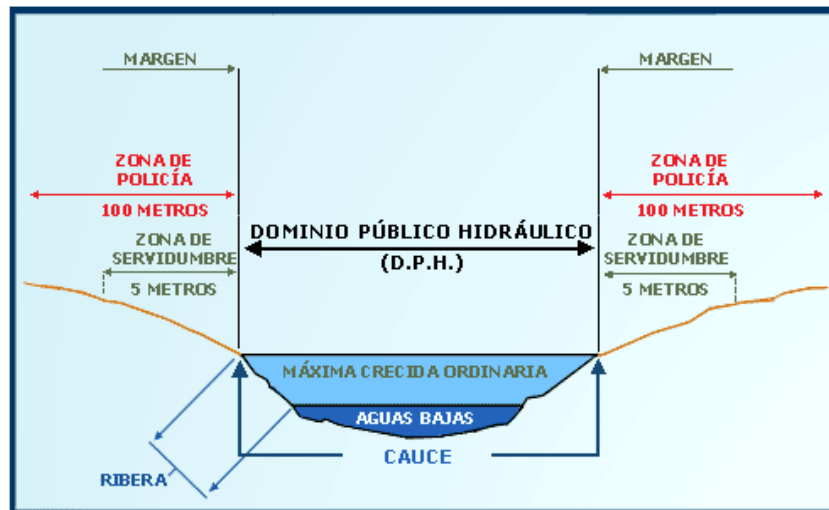 MARGEN
MARGEN
ZONA DE
POLICÍA
100 METROS
ZONA DE
POLICÍA
100 METROS
DOMINIO PÚBLICO HIDRÁULICO
(D.P.H.)
ZONA DE
SERVIDUMBRE
5 METROS
ZONA DE
SERVIDUMBRE
5 METROS
MÁXIMA CRECIDA ORDINARIA
AGUAS BAJAS
CAUCE
RIBERA